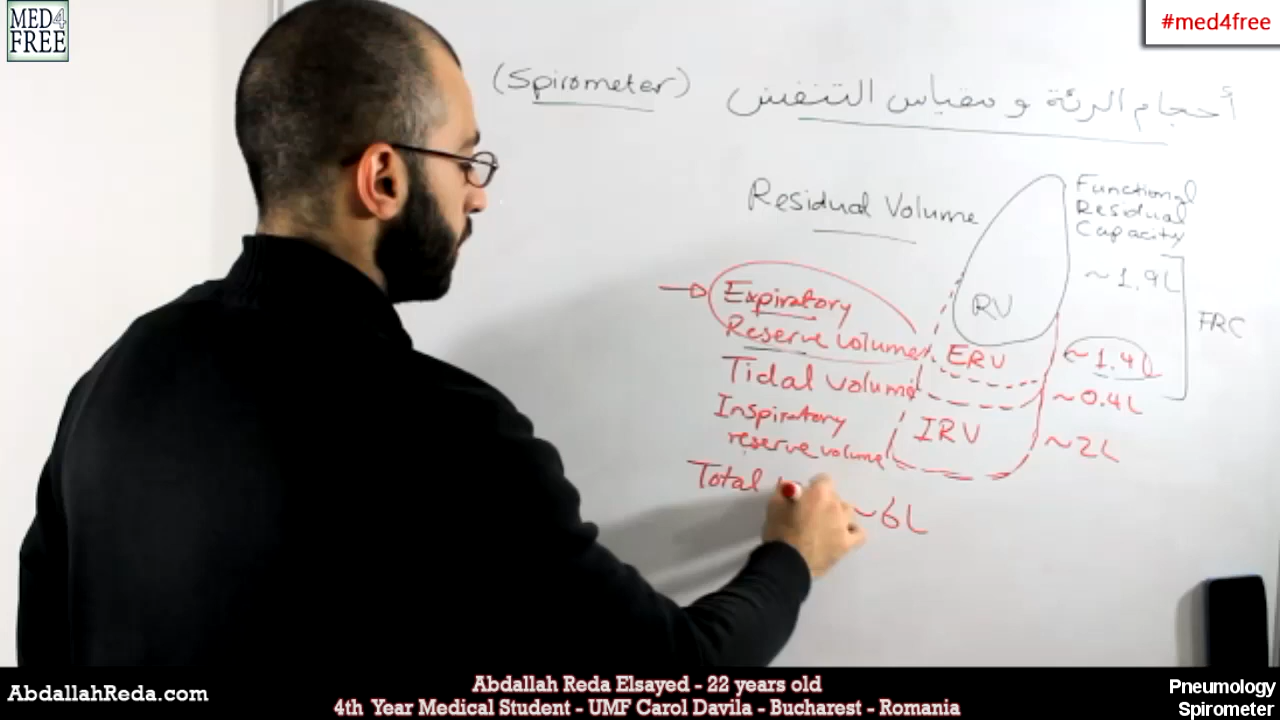 MED4
FREE
#med4free
(Spirometer)
أحجام الرئة و مقياس التنفس
Residual Volume
Functional
Residual
Capacity
~1.9L
RV
FRC
Expiratory
Reserve volume
ERV
~1.4L
Tidal volume
~0.4L
Inspiratory
reserve volume
IRV
~2L
Total
~6L
AbdallahReda.com
Abdallah Reda Elsayed - 22 years old
4th Year Medical Student - UMF Carol Davila - Bucharest - Romania
Pneumology
Spirometer